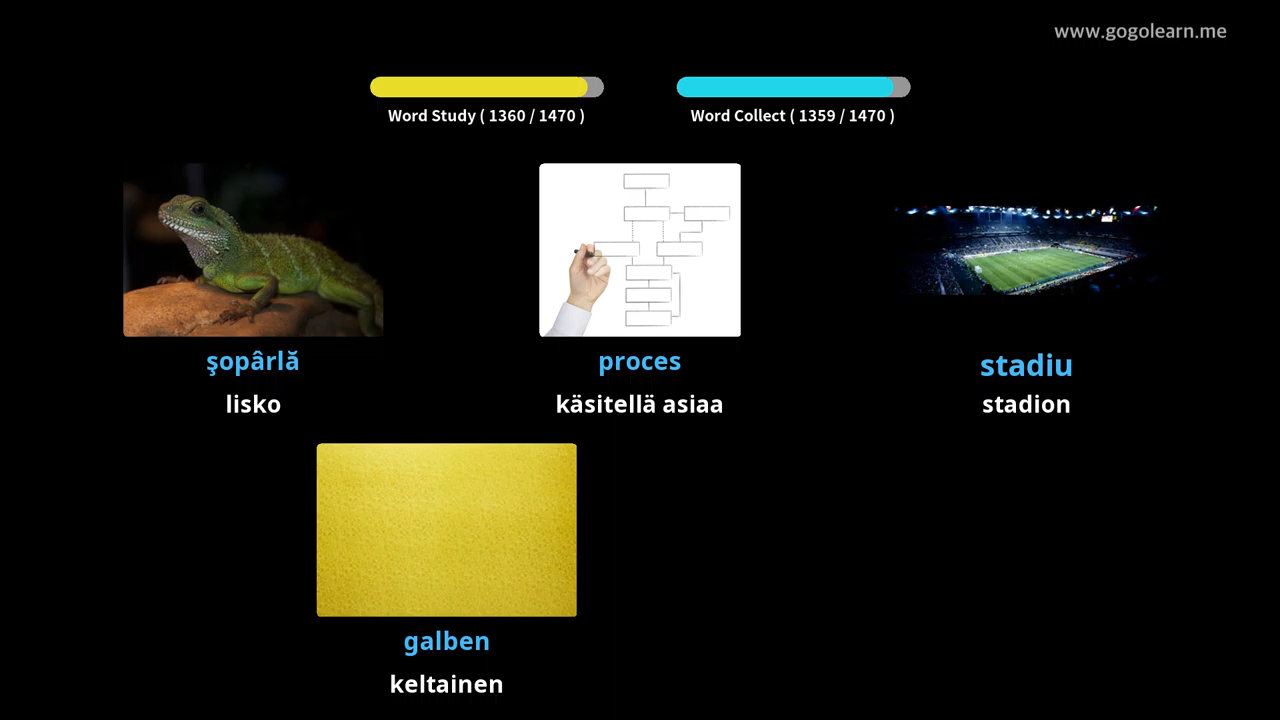 www.gogolearn.me
Word Study ( 1360 / 1470 )
Word Collect ( 1359 / 1470 )
şopârlă
proces
stadiu
lisko
käsitellä asiaa
stadion
galben
keltainen